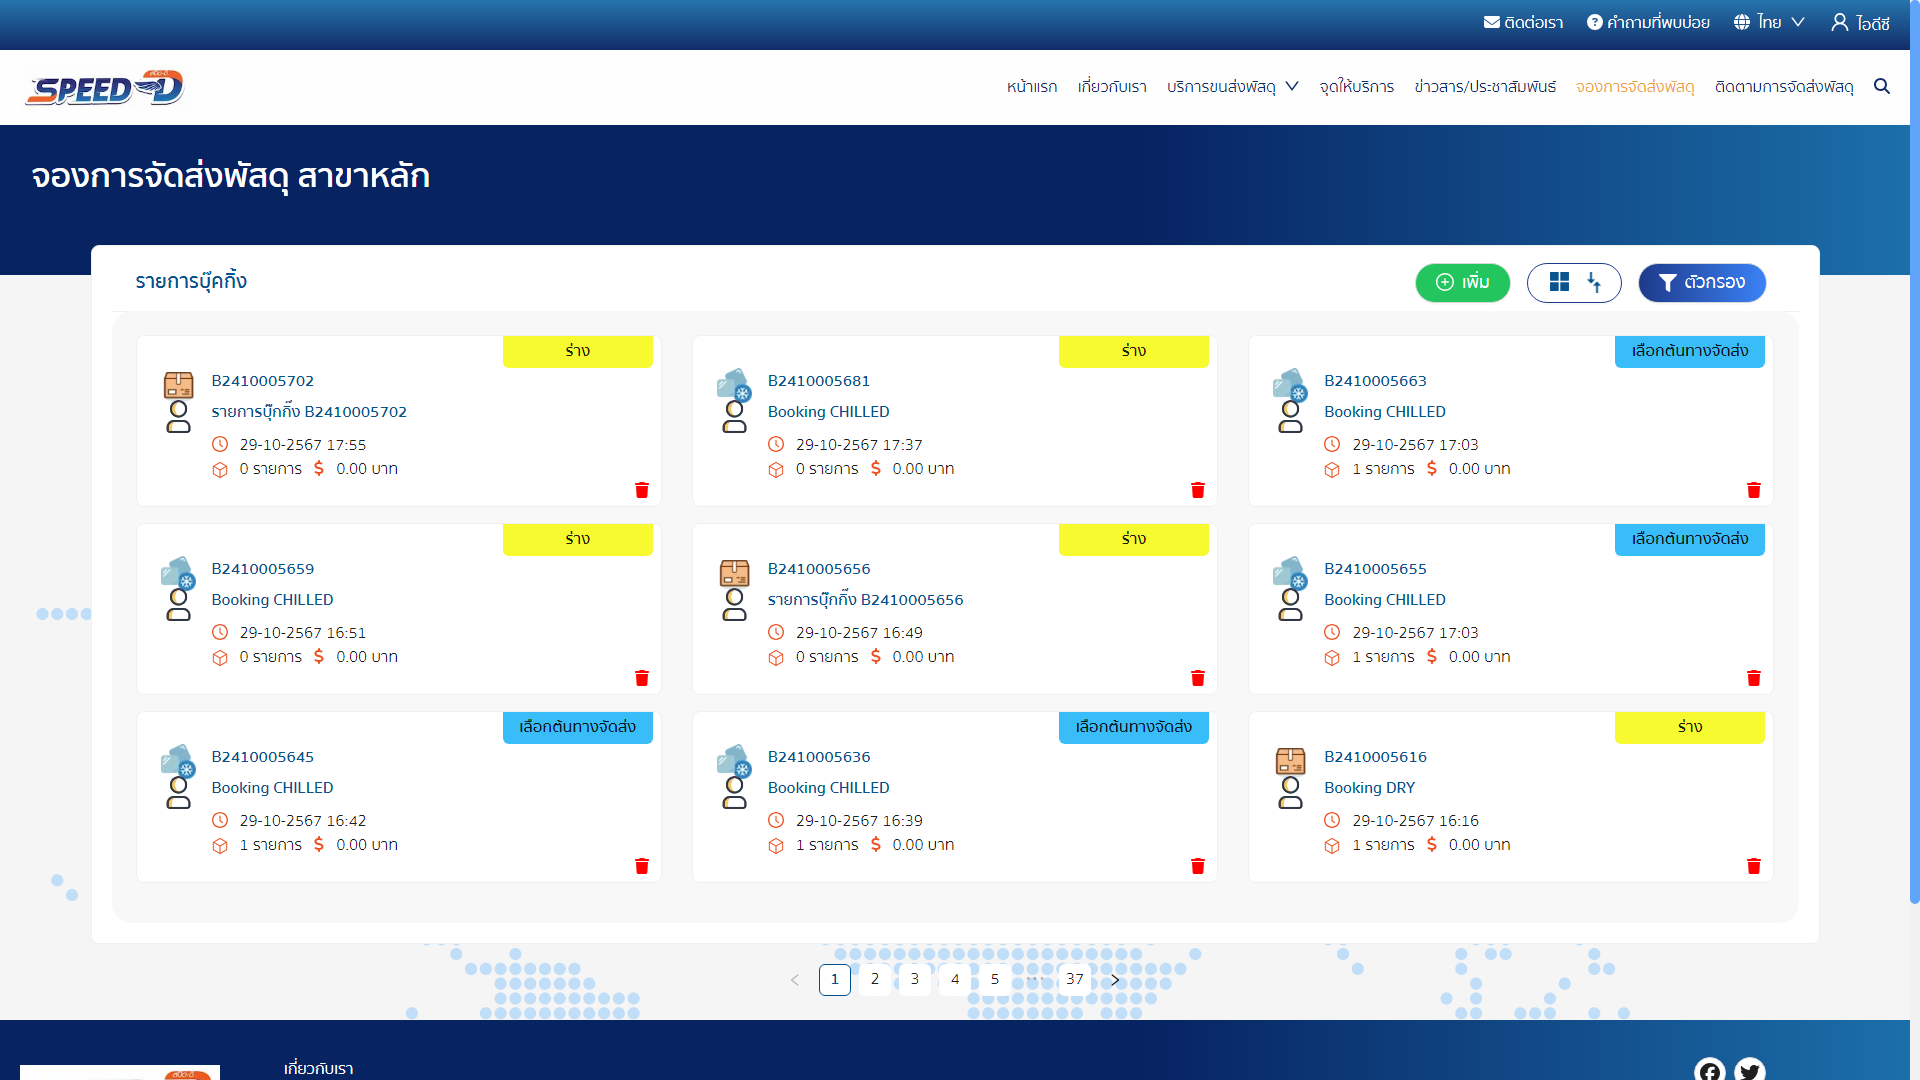 ติดต่อเรา คำถามที่พบบ่อย ไทย ไอดีซี
SPEED-D
หน้าแรก เกี่ยวกับเรา บริการขนส่งพัสดุ จุดให้บริการ ข่าวสาร/ประชาสัมพันธ์ จองการจัดส่งพัสดุ ติดตามการจัดส่งพัสดุ
จองการจัดส่งพัสดุ สาขาหลัก
รายการบุ๊คกิ้ง
เพิ่ม
ตัวกรอง
ร่าง
B2410005702
รายการบุ๊กกิ๊ง B2410005702
29-10-2567 17:55
0 รายการ 0.00 บาท
ร่าง
B2410005681
Booking CHILLED
29-10-2567 17:37
0 รายการ 0.00 บาท
เลือกต้นทางจัดส่ง
B2410005663
Booking CHILLED
29-10-2567 17:03
1 รายการ 0.00 บาท
ร่าง
B2410005659
Booking CHILLED
29-10-2567 16:51
0 รายการ 0.00 บาท
ร่าง
B2410005656
รายการบุ๊กกิ๊ง B2410005656
29-10-2567 16:49
0 รายการ 0.00 บาท
เลือกต้นทางจัดส่ง
B2410005655
Booking CHILLED
29-10-2567 17:03
1 รายการ 0.00 บาท
เลือกต้นทางจัดส่ง
B2410005645
Booking CHILLED
29-10-2567 16:42
1 รายการ 0.00 บาท
เลือกต้นทางจัดส่ง
B2410005636
Booking CHILLED
29-10-2567 16:39
1 รายการ 0.00 บาท
ร่าง
B2410005616
Booking DRY
29-10-2567 16:16
1 รายการ 0.00 บาท
1 2 3 4 5 ••• 37
เกี่ยวกับเรา